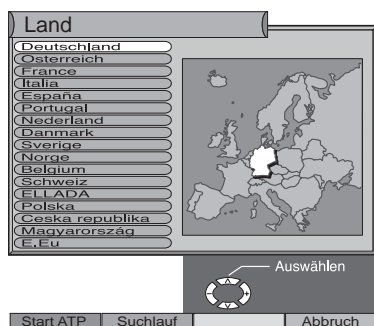 Land
Deutschland
Österreich
France
Italia
España
Portugal
Nederland
Danmark
Sverige
Norge
Belgium
Schweiz
ELLADA
Polska
Ceska republika
Magyarország
E.Eu
Auswählen
Start ATP Suchlauf Abbruch